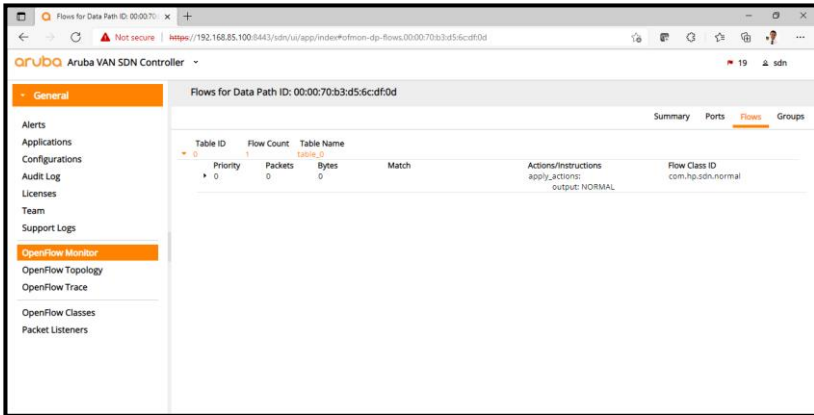 Flows for Data Path ID: 00:00:70:
Not secure | https://192.168.85.100:8443/sdn/ui/app/index#ofmon-dp-flows,00:00:70:b3:d5:6c:df:0d
aruba Aruba VAN SDN Controller
19 sdn
General
Flows for Data Path ID: 00:00:70:b3:d5:6c:df:0d
Summary Ports Flows Groups
Alerts
Applications
Configurations
Audit Log
Licenses
Team
Support Logs
OpenFlow Monitor
OpenFlow Topology
OpenFlow Trace
OpenFlow Classes
Packet Listeners
Table ID Flow Count Table Name
0 1 table_0
Priority Packets Bytes Match Actions/Instructions Flow Class ID
0 0 0 apply_actions: com.hp.sdn.normal
output: NORMAL